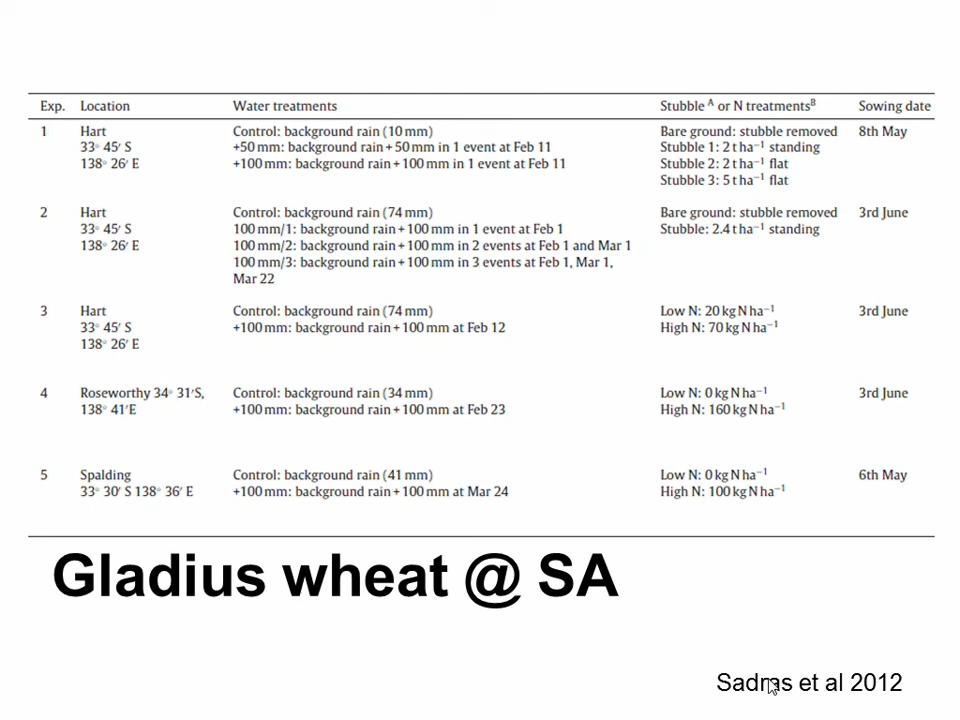 Exp. Location Water treatments Stubble ᴬ or N treatmentsᴮ Sowing date
1 Hart Control: background rain (10 mm) Bare ground: stubble removed 8th May
33° 45′ S +50 mm: background rain + 50 mm in 1 event at Feb 11 Stubble 1: 2 t ha⁻¹ standing
138° 26′ E +100 mm: background rain + 100 mm in 1 event at Feb 11 Stubble 2: 2 t ha⁻¹ flat
Stubble 3: 5 t ha⁻¹ flat
2 Hart Control: background rain (74 mm) Bare ground: stubble removed 3rd June
33° 45′ S 100 mm/1: background rain + 100 mm in 1 event at Feb 1 Stubble: 2.4 t ha⁻¹ standing
138° 26′ E 100 mm/2: background rain + 100 mm in 2 events at Feb 1 and Mar 1
100 mm/3: background rain + 100 mm in 3 events at Feb 1, Mar 1,
Mar 22
3 Hart Control: background rain (74 mm) Low N: 20 kg N ha⁻¹ 3rd June
33° 45′ S +100 mm: background rain + 100 mm at Feb 12 High N: 70 kg N ha⁻¹
138° 26′ E
4 Roseworthy 34° 31′S, Control: background rain (34 mm) Low N: 0 kg N ha⁻¹ 3rd June
138° 41′E +100 mm: background rain + 100 mm at Feb 23 High N: 160 kg N ha⁻¹
5 Spalding Control: background rain (41 mm) Low N: 0 kg N ha⁻¹ 6th May
33° 30′ S 138° 36′ E +100 mm: background rain + 100 mm at Mar 24 High N: 100 kg N ha⁻¹
Gladius wheat @ SA
Sadras et al 2012